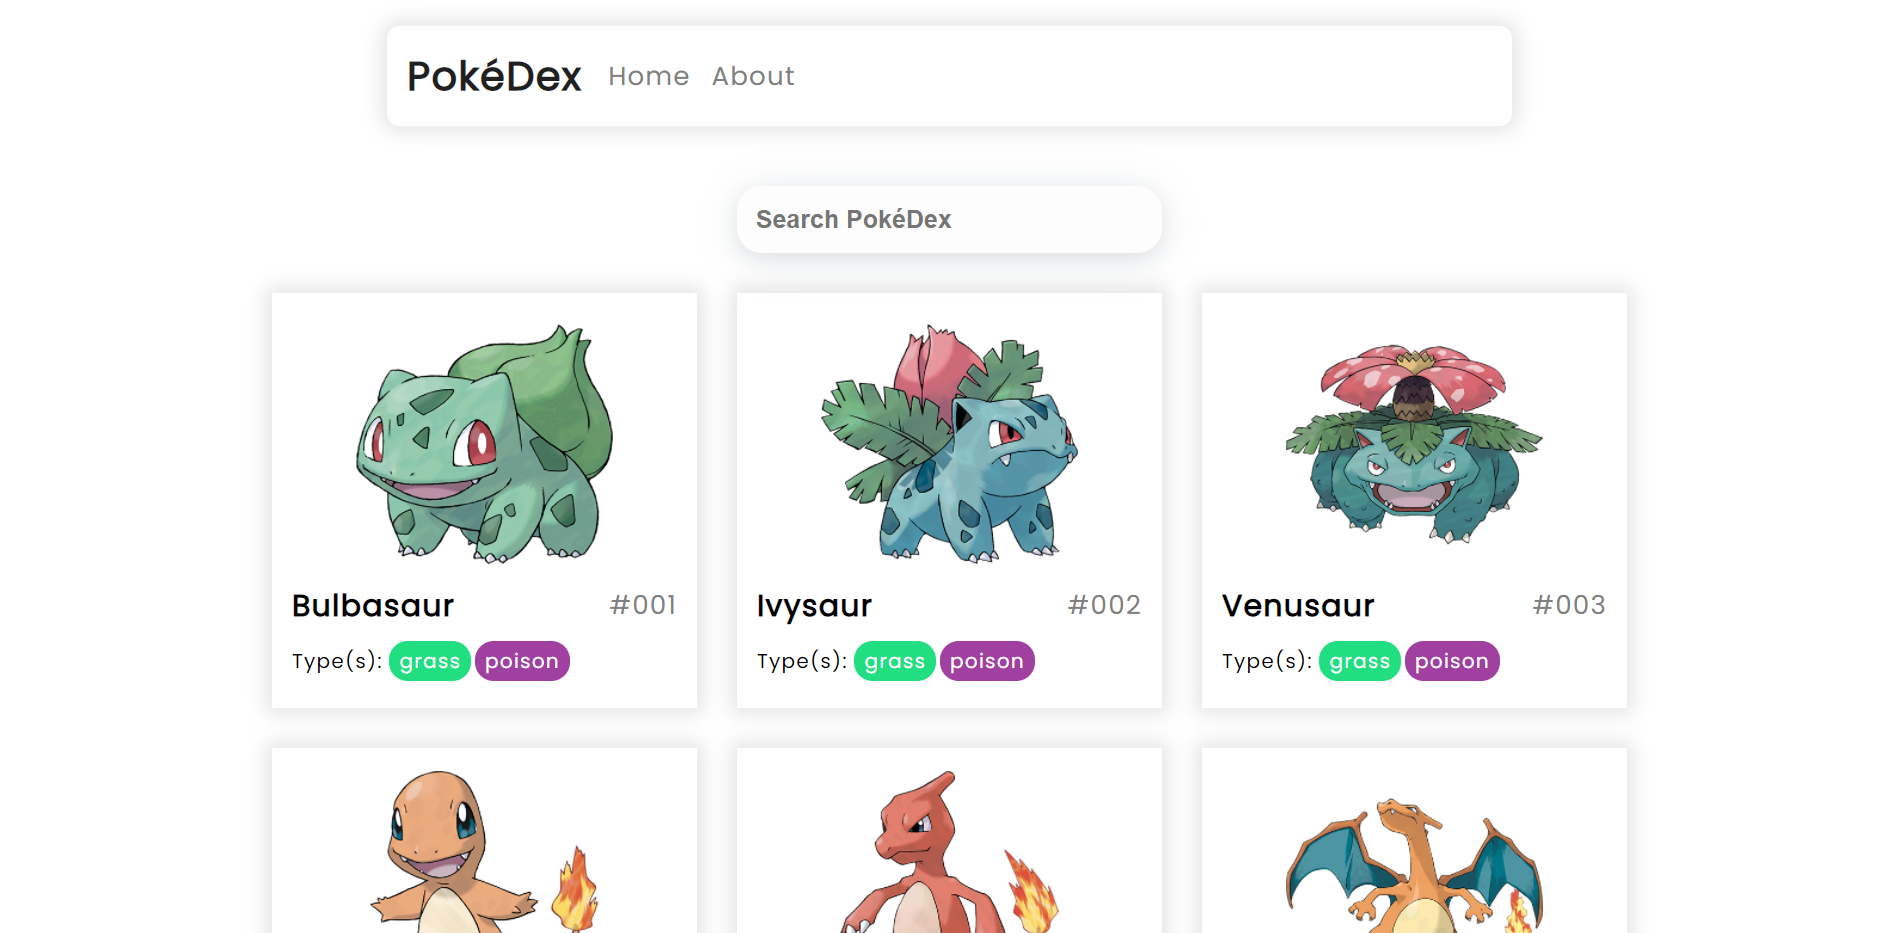 PokéDex Home About
Search PokéDex
Bulbasaur #001
Type(s): grass poison
Ivysaur #002
Type(s): grass poison
Venusaur #003
Type(s): grass poison